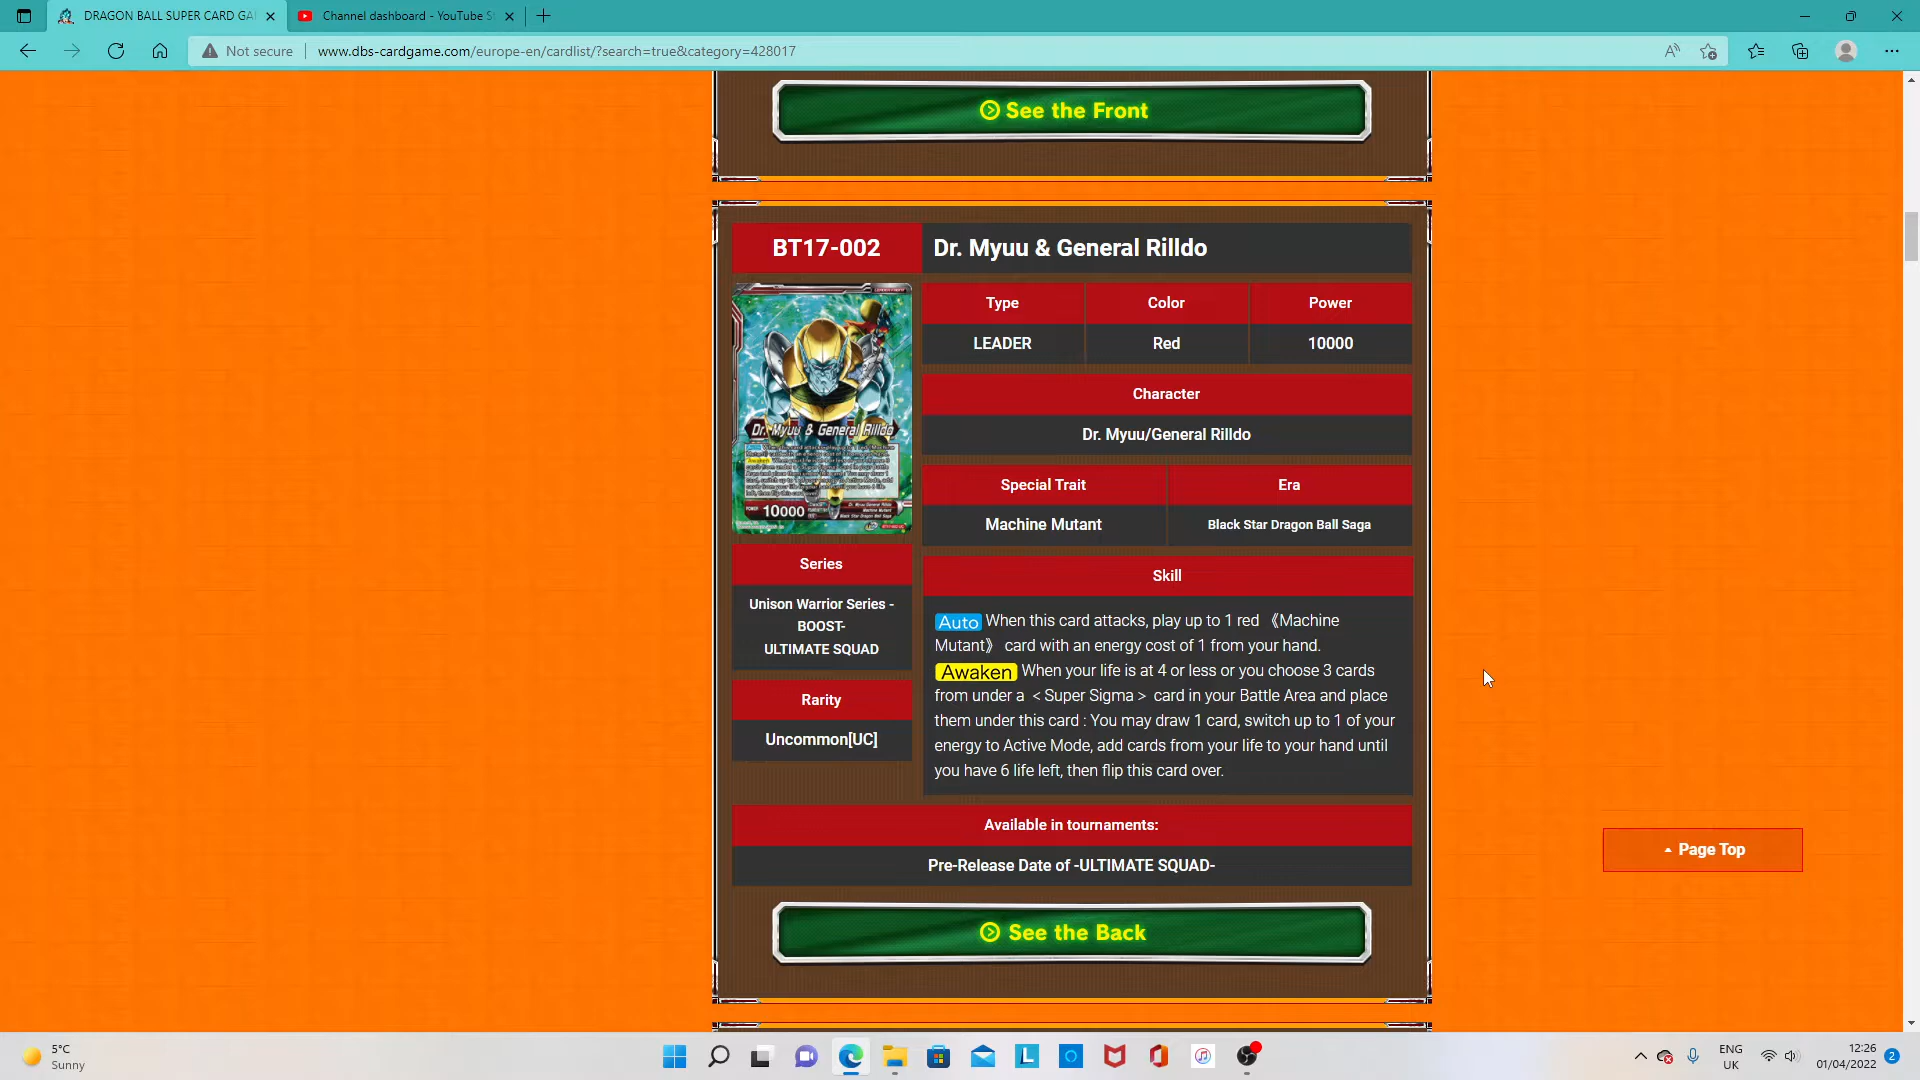 DRAGON BALL SUPER CARD GA
Channel dashboard - YouTube S
Not secure
www.dbs-cardgame.com/europe-en/cardlist/?search=true&category=428017
See the Front
BT17-002
Dr. Myuu & General Rilldo
Type
Color
Power
LEADER
Red
10000
Character
Dr. Myuu/General Rilldo
Special Trait
Era
Machine Mutant
Black Star Dragon Ball Saga
Dr. Myuu & General Rilldo
10000
Series
Unison Warrior Series -
BOOST-
ULTIMATE SQUAD
Rarity
Uncommon[UC]
Skill
Auto When this card attacks, play up to 1 red 《Machine
Mutant》 card with an energy cost of 1 from your hand.
Awaken When your life is at 4 or less or you choose 3 cards
from under a ＜Super Sigma＞ card in your Battle Area and place
them under this card : You may draw 1 card, switch up to 1 of your
energy to Active Mode, add cards from your life to your hand until
you have 6 life left, then flip this card over.
Available in tournaments:
Pre-Release Date of -ULTIMATE SQUAD-
See the Back
Page Top
5°C
Sunny
ENG
UK
12:26
01/04/2022
2